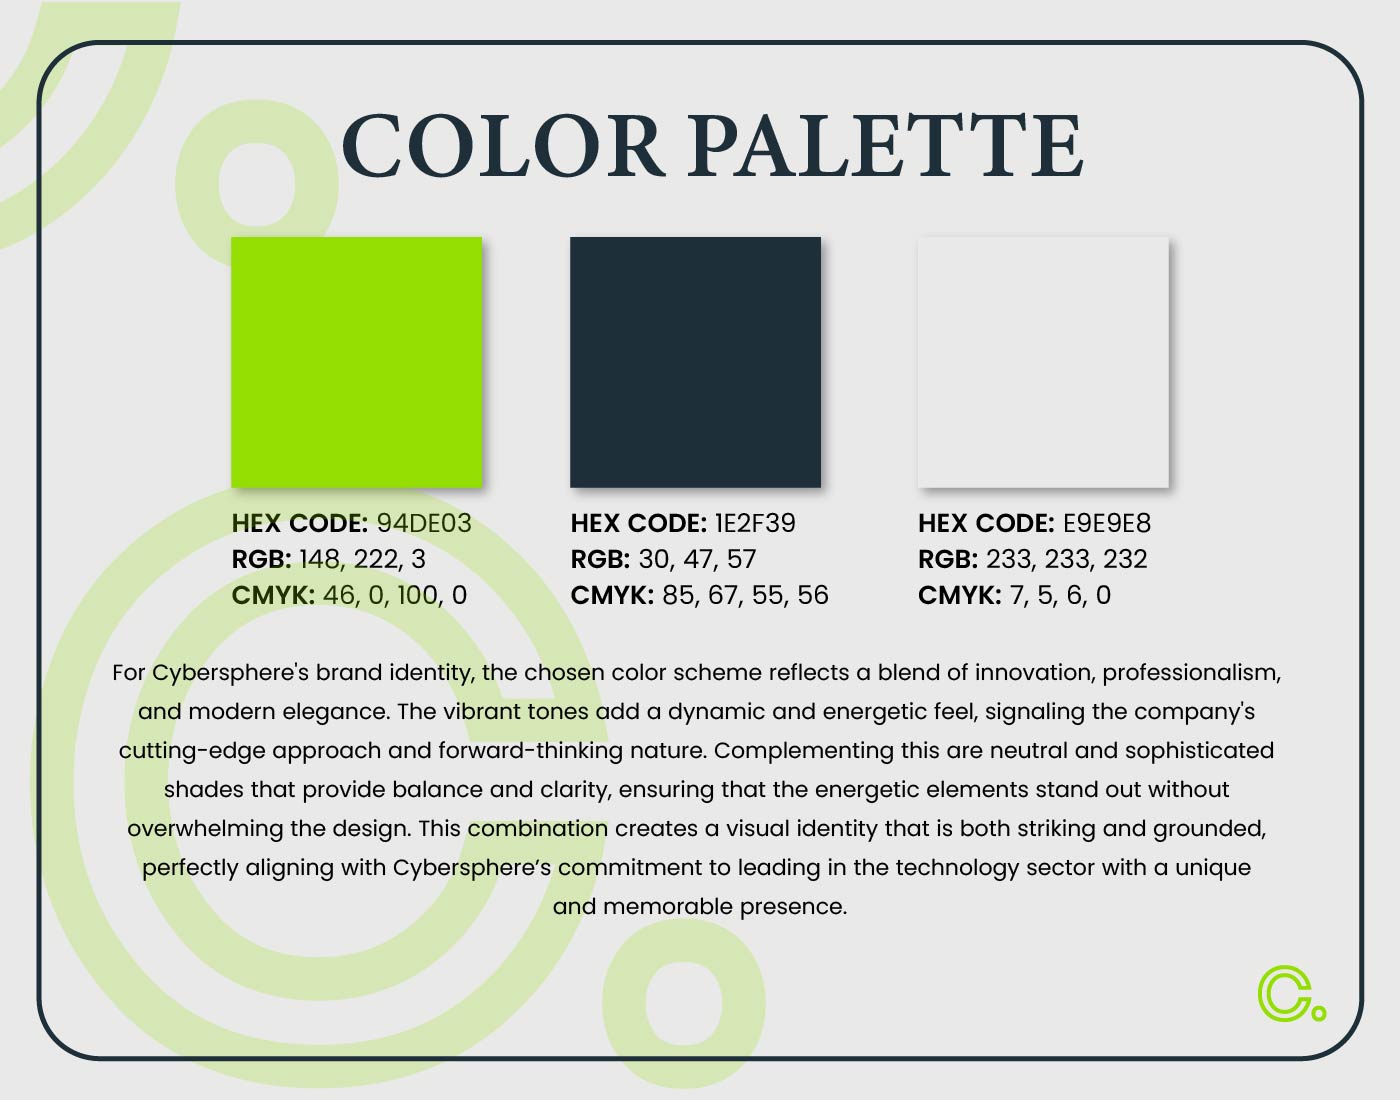 COLOR PALETTE
HEX CODE: 94DE03
RGB: 148, 222, 3
CMYK: 46, 0, 100, 0
HEX CODE: 1E2F39
RGB: 30, 47, 57
CMYK: 85, 67, 55, 56
HEX CODE: E9E9E8
RGB: 233, 233, 232
CMYK: 7, 5, 6, 0
For Cybersphere's brand identity, the chosen color scheme reflects a blend of innovation, professionalism,
and modern elegance. The vibrant tones add a dynamic and energetic feel, signaling the company's
cutting-edge approach and forward-thinking nature. Complementing this are neutral and sophisticated
shades that provide balance and clarity, ensuring that the energetic elements stand out without
overwhelming the design. This combination creates a visual identity that is both striking and grounded,
perfectly aligning with Cybersphere’s commitment to leading in the technology sector with a unique
and memorable presence.